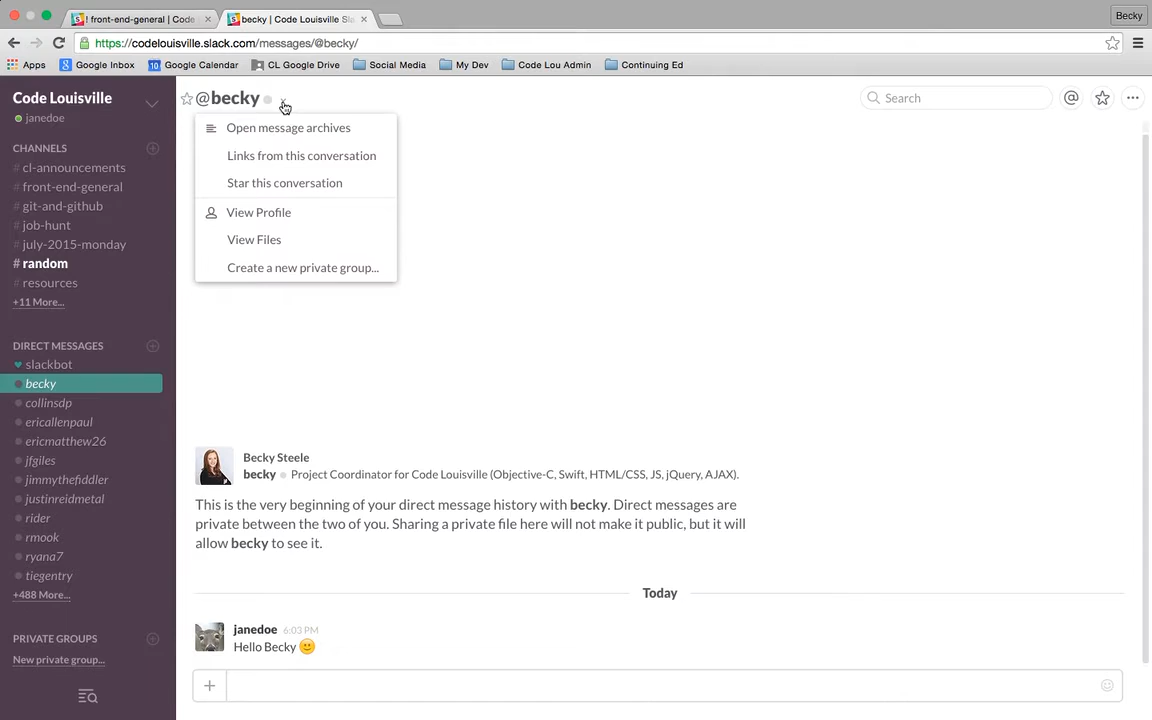 ! front-end-general | Code
becky | Code Louisville Sla
Becky
https://codelouisville.slack.com/messages/@becky/
Apps
Google Inbox
Google Calendar
CL Google Drive
Social Media
My Dev
Code Lou Admin
Continuing Ed
Code Louisville
janedoe
CHANNELS
# cl-announcements
# front-end-general
# git-and-github
# job-hunt
# july-2015-monday
# random
# resources
+11 More...
DIRECT MESSAGES
slackbot
becky
collinsdp
ericallenpaul
ericmatthew26
jfgiles
jimmythefiddler
justinreidmetal
rider
rmook
ryana7
tiegentry
+488 More...
PRIVATE GROUPS
New private group...
@becky
Search
Open message archives
Links from this conversation
Star this conversation
View Profile
View Files
Create a new private group...
Becky Steele
becky Project Coordinator for Code Louisville (Objective-C, Swift, HTML/CSS, JS, jQuery, AJAX).
This is the very beginning of your direct message history with becky. Direct messages are
private between the two of you. Sharing a private file here will not make it public, but it will
allow becky to see it.
Today
janedoe 6:03 PM
Hello Becky